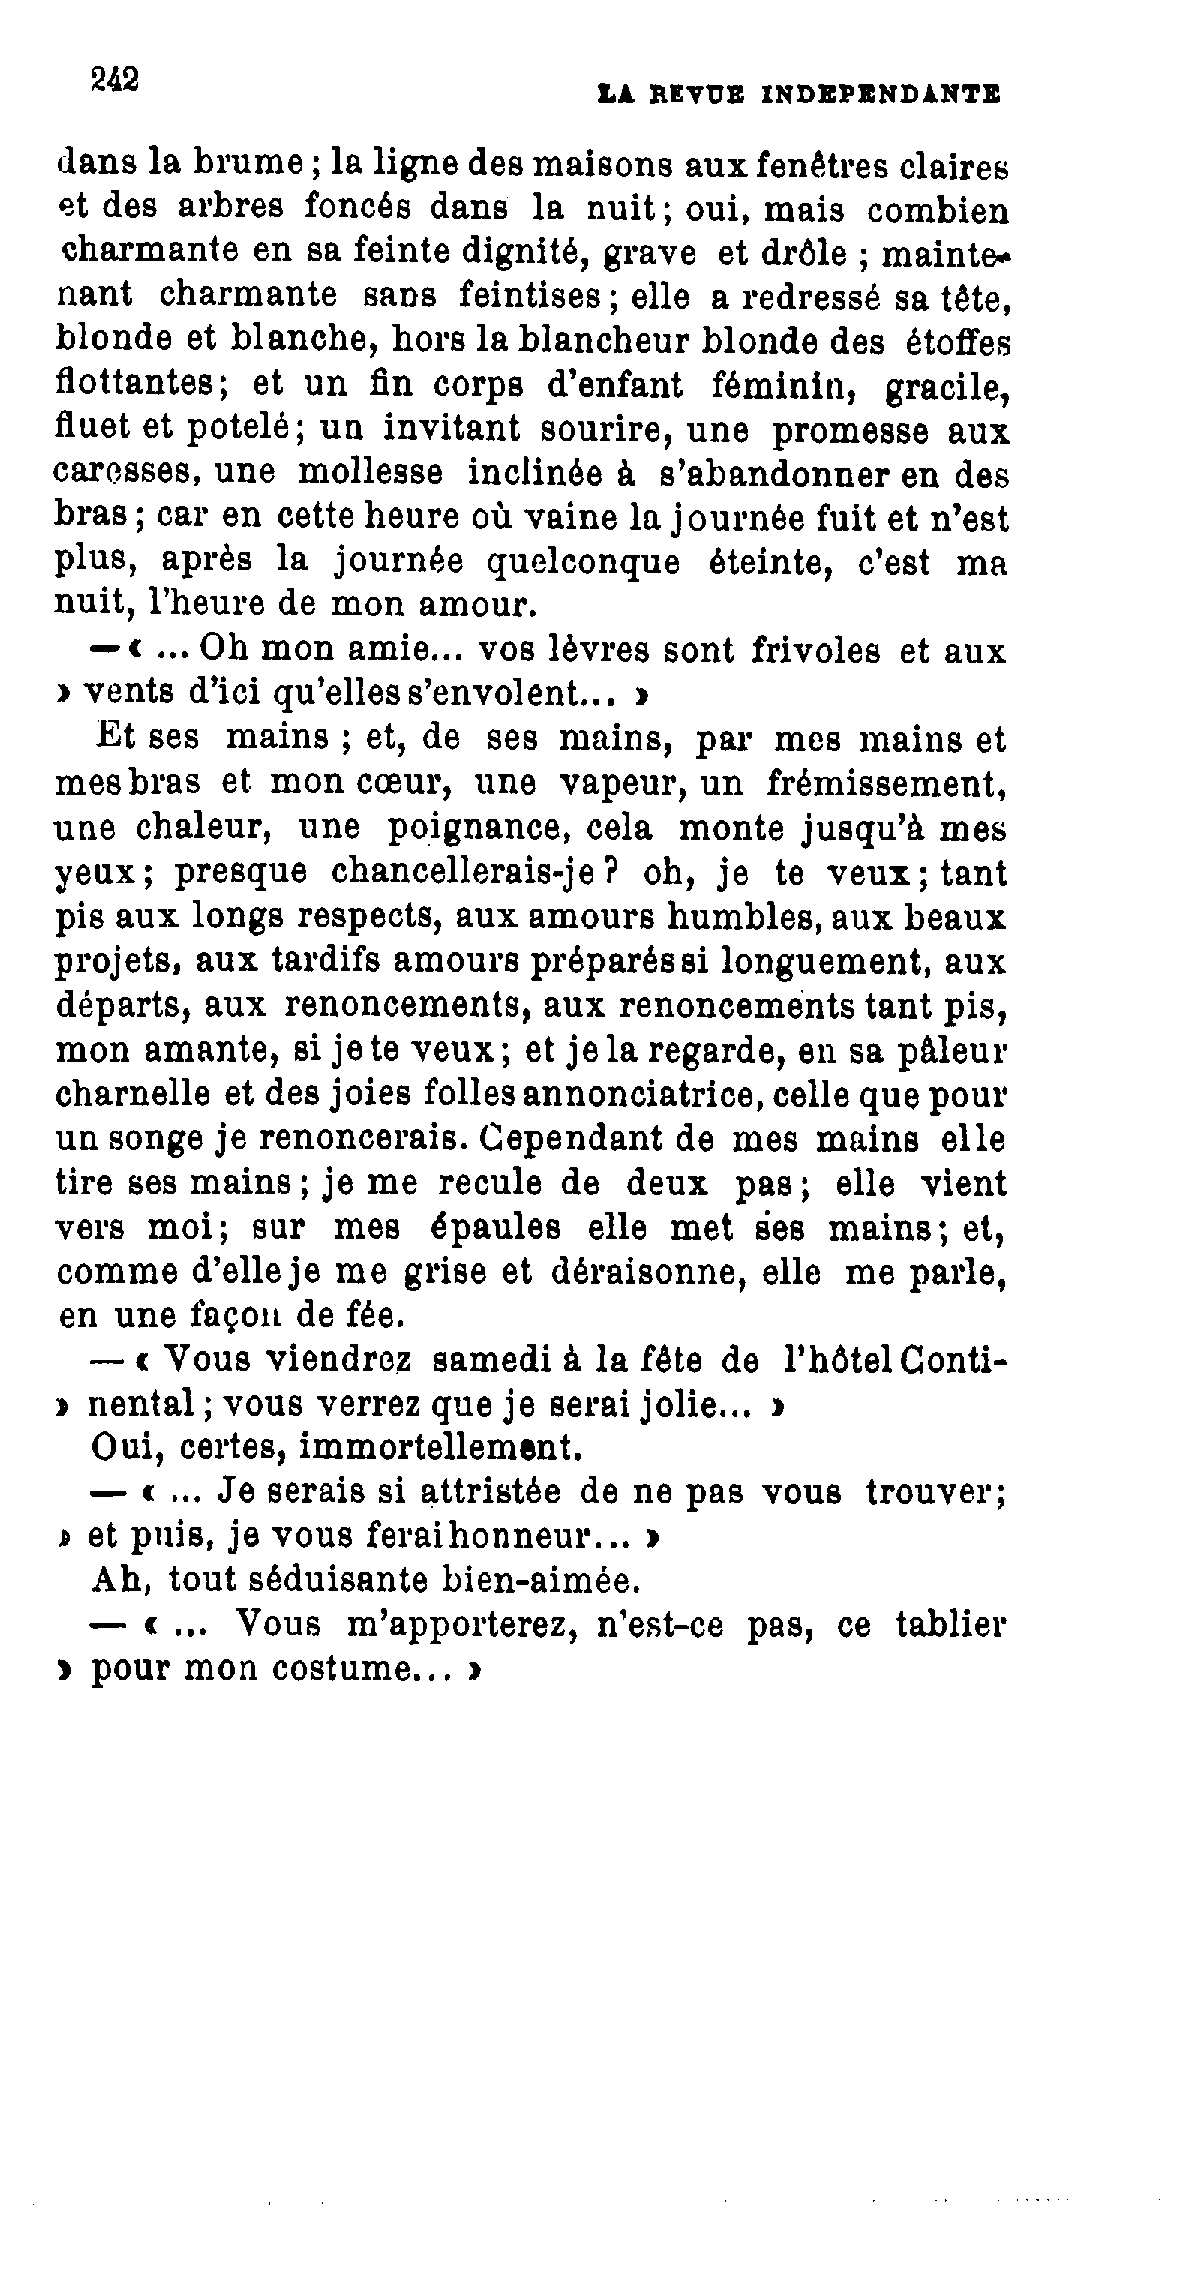 242
LA REVUE INDEPENDANTE
dans la brume ; la ligne des maisons aux fenêtres claires
et des arbres foncés dans la nuit ; oui, mais combien
charmante en sa feinte dignité, grave et drôle ; mainte-
nant charmante sans feintises ; elle a redressé sa tête,
blonde et blanche, hors la blancheur blonde des étoffes
flottantes; et un fin corps d'enfant féminin, gracile,
fluet et potelé; un invitant sourire, une promesse aux
caresses, une mollesse inclinée à s'abandonner en des
bras ; car en cette heure où vaine la journée fuit et n'est
plus, après la journée quelconque éteinte, c'est ma
nuit, l'heure de mon amour.
— « ... Oh mon amie... vos lèvres sont frivoles et aux
» vents d'ici qu'elles s'envolent... »
Et ses mains ; et, de ses mains, par mes mains et
mes bras et mon cœur, une vapeur, un frémissement,
une chaleur, une poignance, cela monte jusqu'à mes
yeux ; presque chancellerais-je ? oh, je te veux ; tant
pis aux longs respects, aux amours humbles, aux beaux
projets, aux tardifs amours préparés si longuement, aux
départs, aux renoncements, aux renoncements tant pis,
mon amante, si je te veux ; et je la regarde, en sa pâleur
charnelle et des joies folles annonciatrice, celle que pour
un songe je renoncerais. Cependant de mes mains elle
tire ses mains ; je me recule de deux pas ; elle vient
vers moi; sur mes épaules elle met ses mains; et,
comme d'elle je me grise et déraisonne, elle me parle,
en une façon de fée.
— « Vous viendrez samedi à la fête de l'hôtel Conti-
» nental ; vous verrez que je serai jolie... »
Oui, certes, immortellement.
— « ... Je serais si attristée de ne pas vous trouver;
» et puis, je vous ferai honneur... »
Ah, tout séduisante bien-aimée.
— « ... Vous m'apporterez, n'est-ce pas, ce tablier
» pour mon costume... »